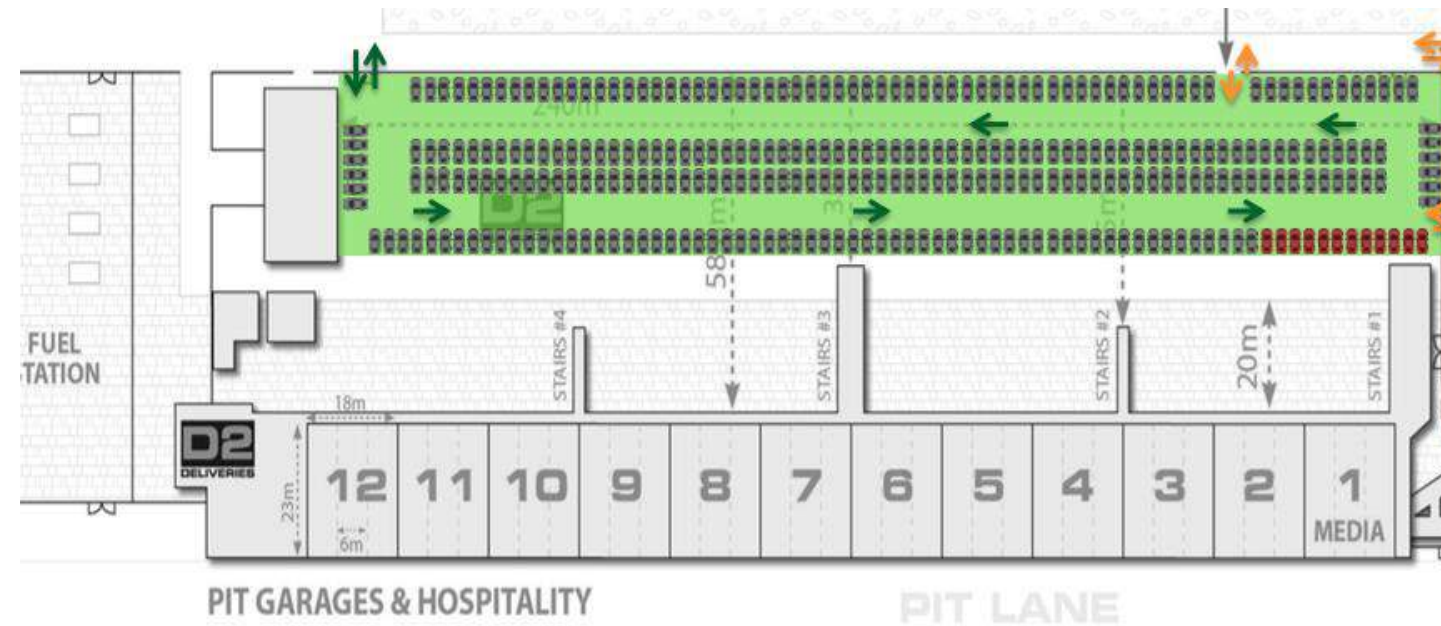 240m
D2
58
m
3
m
20m
STAIRS #4
STAIRS #3
STAIRS #2
STAIRS #1
FUEL
TATION
18m
D2
DELIVERIES
23m
6m
12
11
10
9
8
7
6
5
4
3
2
1
MEDIA
PIT GARAGES & HOSPITALITY
PIT LANE